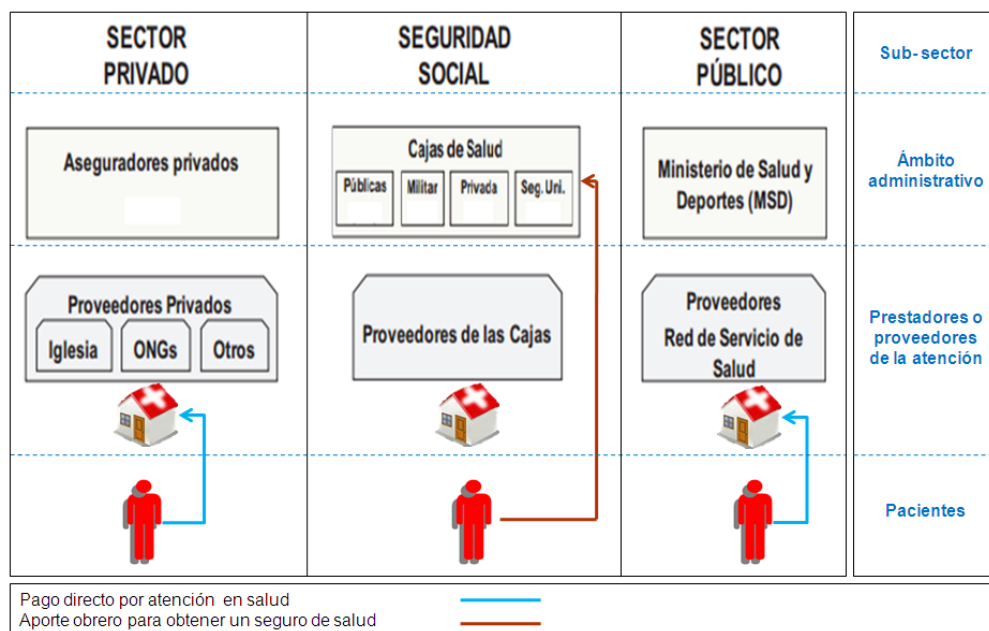 SECTOR
PRIVADO
SEGURIDAD
SOCIAL
SECTOR
PÚBLICO
Sub- sector
Aseguradores privados
Cajas de Salud
Públicas
Militar
Privada
Seg. Uni.
Ministerio de Salud y
Deportes (MSD)
Ámbito
administrativo
Proveedores Privados
Iglesia
ONGs
Otros
Proveedores de las Cajas
Proveedores
Red de Servicio de
Salud
Prestadores o
proveedores
de la atención
Pacientes
Pago directo por atención en salud
Aporte obrero para obtener un seguro de salud